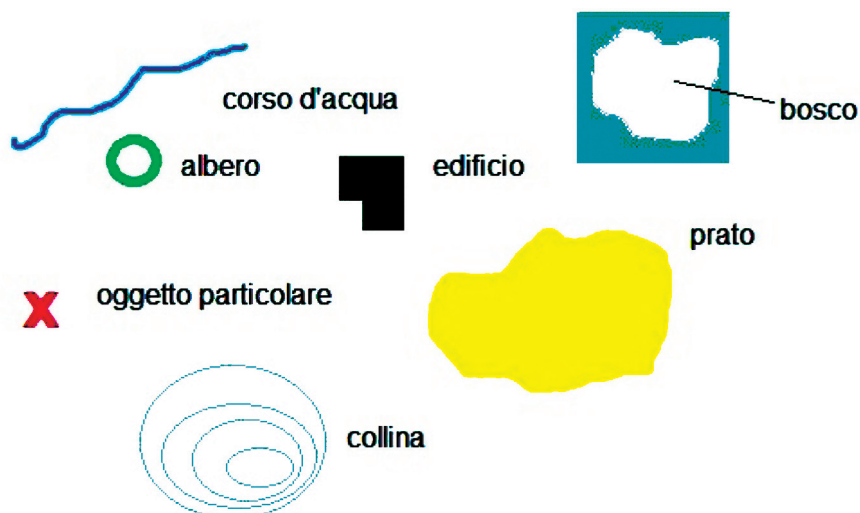 corso d'acqua
bosco
albero
edificio
prato
oggetto particolare
collina